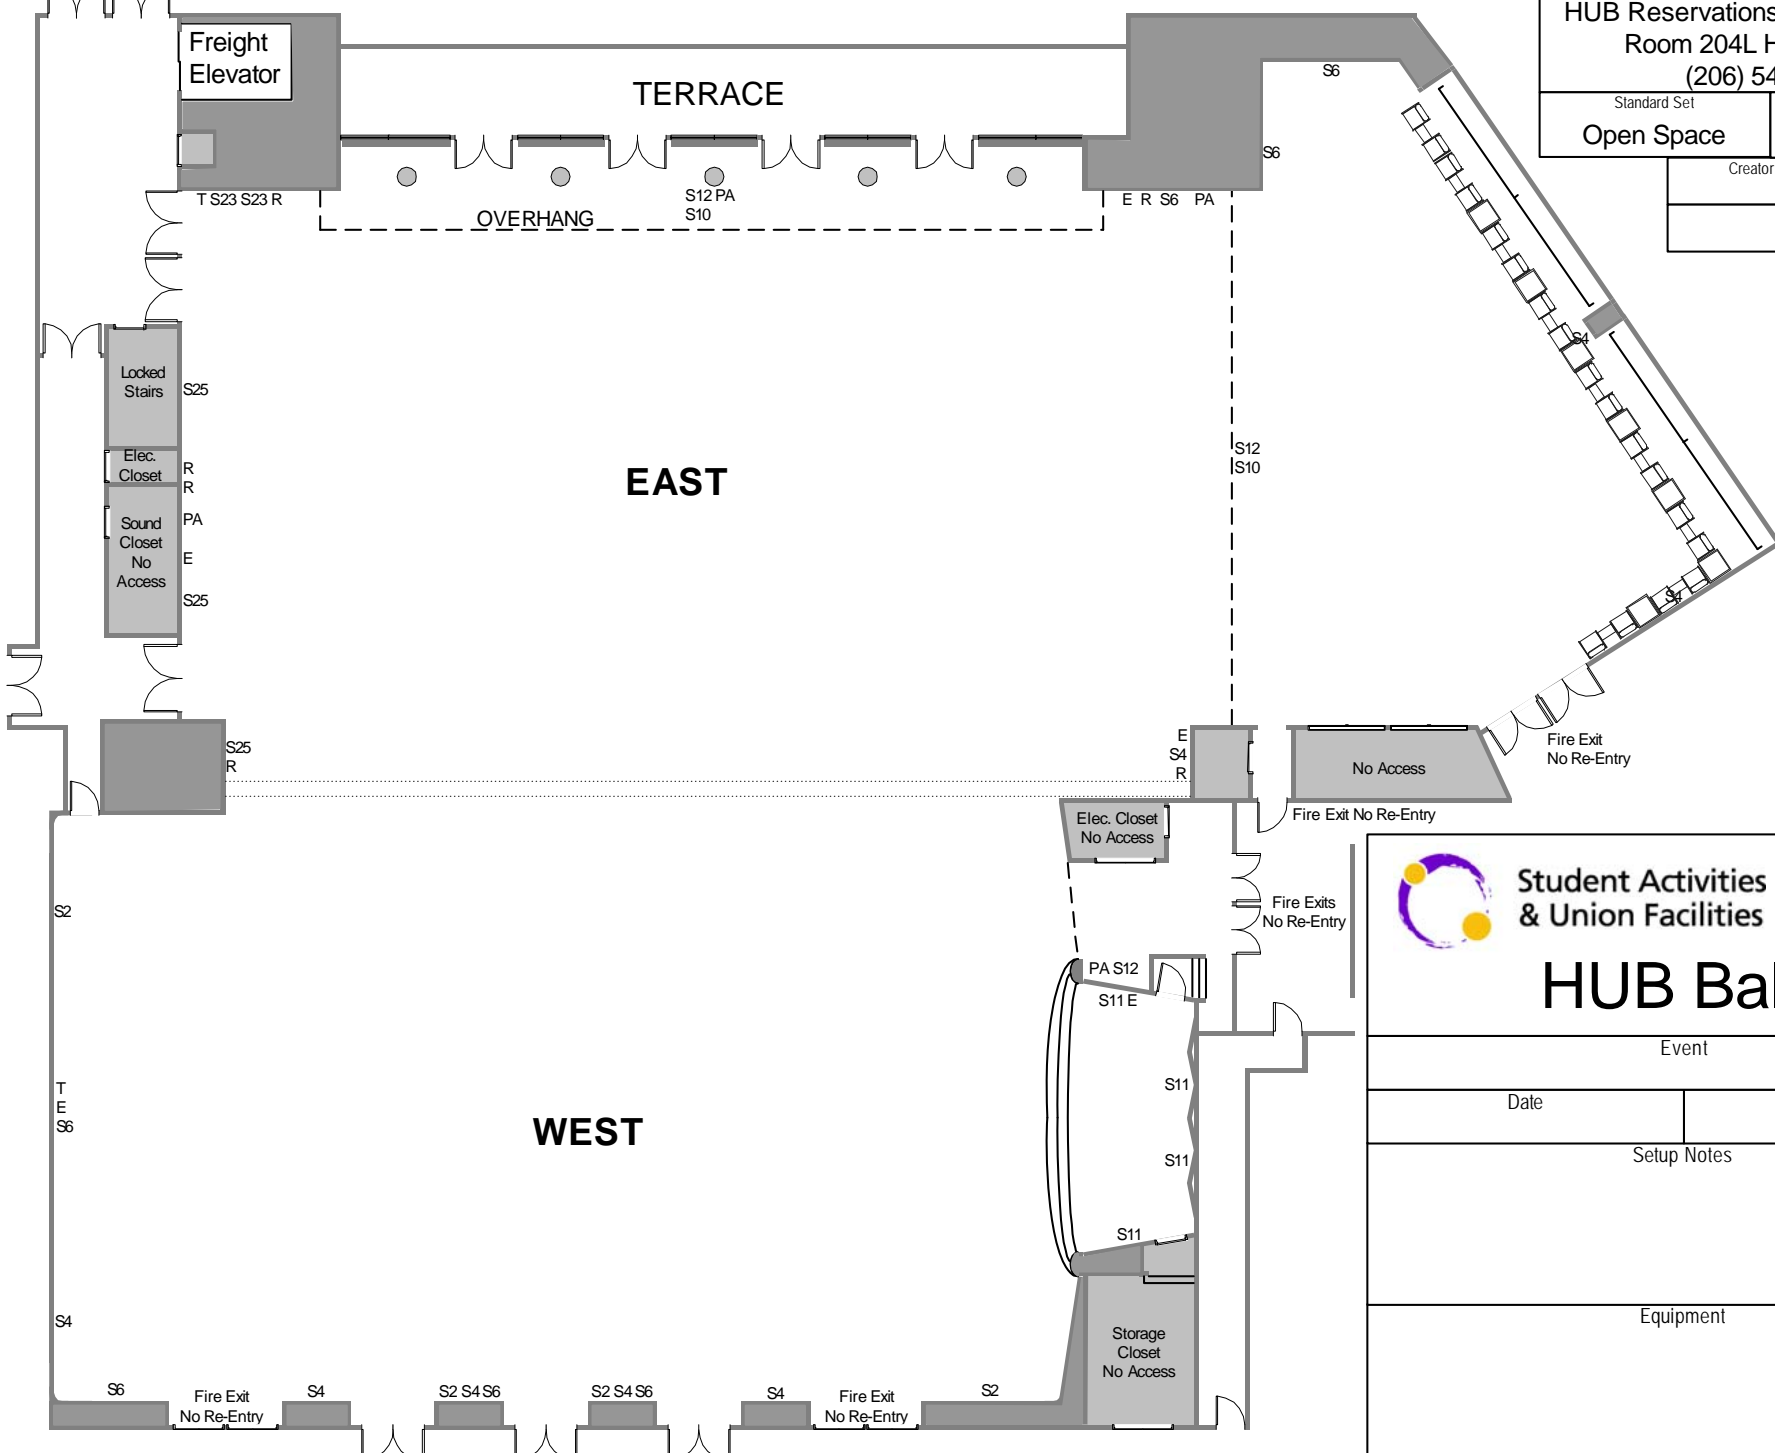 Freight
Elevator
TERRACE
OVERHANG
T S23 S23 R
S12 PA
S10
E R S6 PA
S6
S6
HUB Reservations
Room 204L H
(206) 54
Standard Set
Open Space
Creator
Locked
Stairs
S25
Elec.
Closet
R
R
Sound
Closet
No
Access
PA
E
S25
EAST
S12
S10
S4
S4
S25
R
E
S4
R
No Access
Fire Exit
No Re-Entry
Elec. Closet
No Access
Fire Exit No Re-Entry
Fire Exits
No Re-Entry
S2
PA S12
S11 E
T
E
S6
WEST
S11
S11
S11
S4
Storage
Closet
No Access
S6
Fire Exit
No Re-Entry
S4
S2 S4 S6
S2 S4 S6
S4
Fire Exit
No Re-Entry
S2
Student Activities
& Union Facilities
HUB Bal
Event
Date
Setup Notes
Equipment